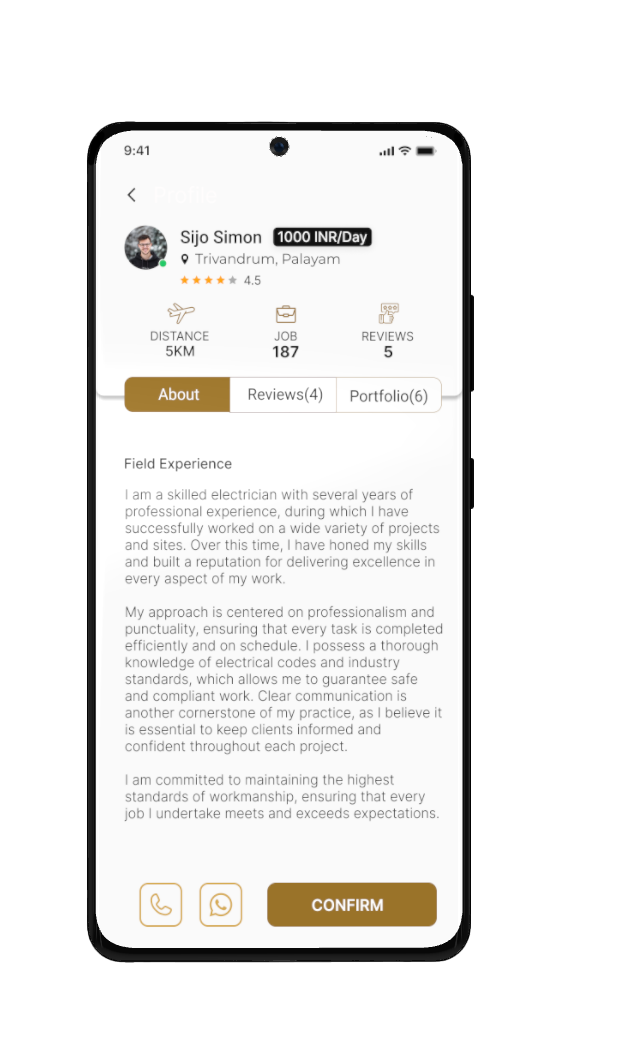 9:41
Profile
Sijo Simon 1000 INR/Day
Trivandrum, Palayam
4.5
DISTANCE JOB REVIEWS
5KM 187 5
About Reviews(4) Portfolio(6)
Field Experience
I am a skilled electrician with several years of
professional experience, during which I have
successfully worked on a wide variety of projects
and sites. Over this time, I have honed my skills
and built a reputation for delivering excellence in
every aspect of my work.
My approach is centered on professionalism and
punctuality, ensuring that every task is completed
efficiently and on schedule. I possess a thorough
knowledge of electrical codes and industry
standards, which allows me to guarantee safe
and compliant work. Clear communication is
another cornerstone of my practice, as I believe it
is essential to keep clients informed and
confident throughout each project.
I am committed to maintaining the highest
standards of workmanship, ensuring that every
job I undertake meets and exceeds expectations.
CONFIRM